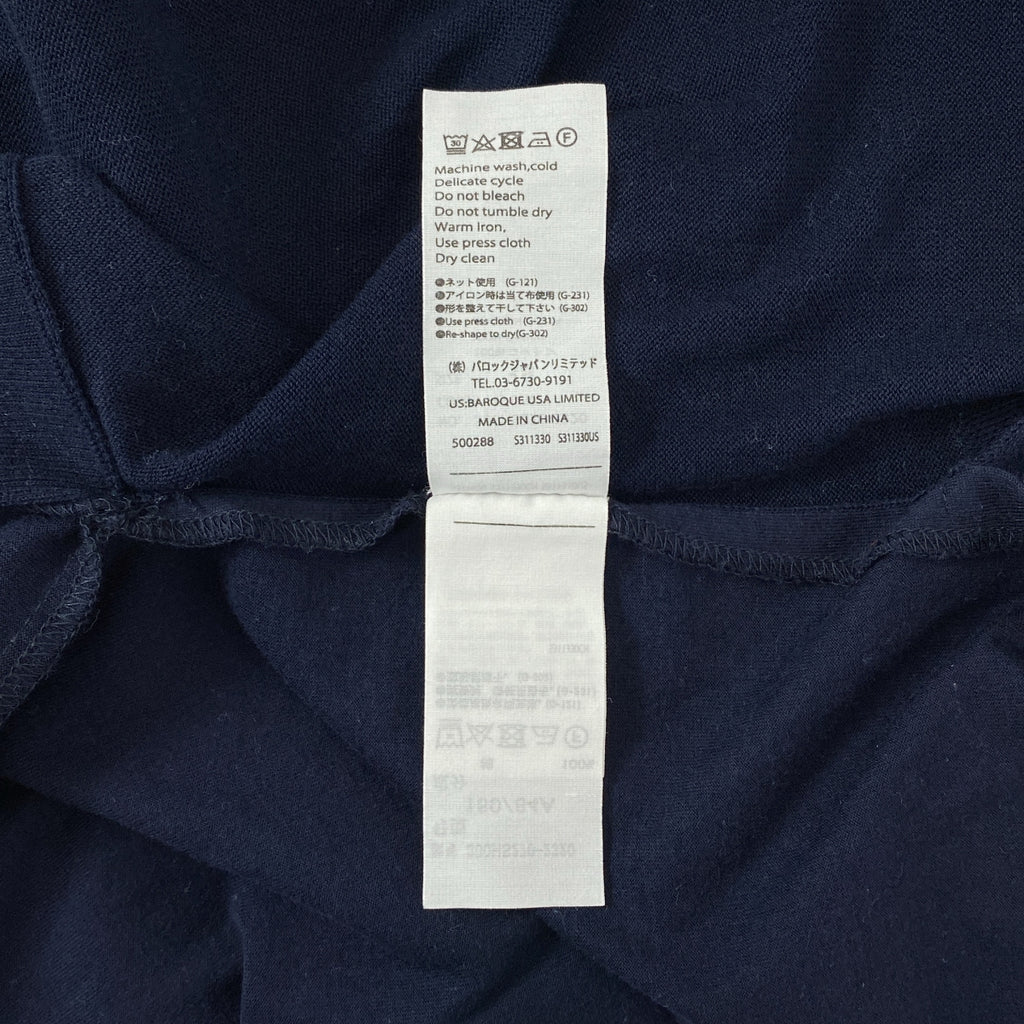 30 F
Machine wash,cold
Delicate cycle
Do not bleach
Do not tumble dry
Warm Iron,
Use press cloth
Dry clean
ネット使用 (G-121)
アイロン時は当て布使用 (G-231)
形を整えて干して下さい (G-302)
Use press cloth (G-231)
Re-shape to dry(G-302)
(株) バロックジャパンリミテッド
TEL.03-6730-9191
US:BAROQUE USA LIMITED
MADE IN CHINA
500288 S311330 S311330US